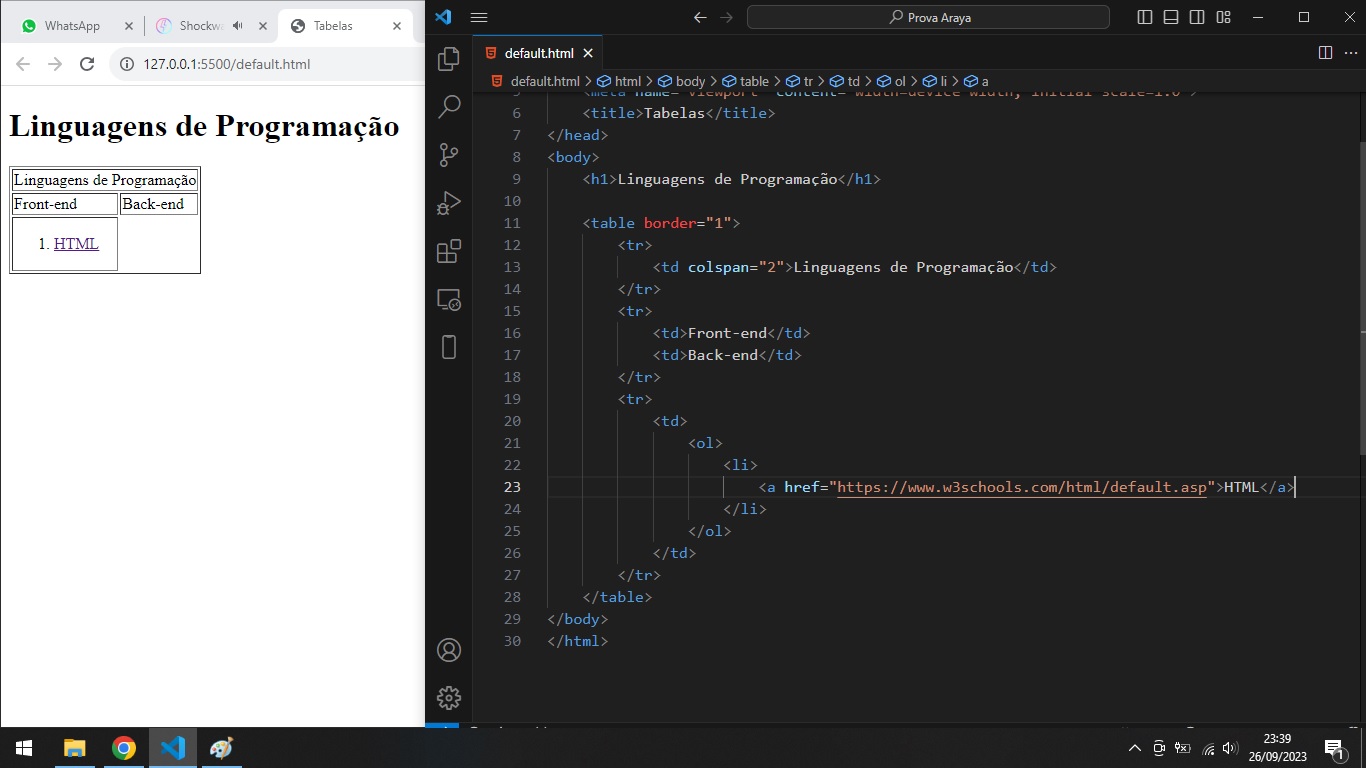 WhatsApp
Shockwa
Tabelas
127.0.0.1:5500/default.html
Linguagens de Programação
Linguagens de Programação
Front-end Back-end
1. HTML
Prova Araya
default.html
default.html > html > body > table > tr > td > ol > li > a
5 <meta name="viewport" content="width=device-width, initial-scale=1.0">
6 <title>Tabelas</title>
7 </head>
8 <body>
9 <h1>Linguagens de Programação</h1>
10
11 <table border="1">
12 <tr>
13 <td colspan="2">Linguagens de Programação</td>
14 </tr>
15 <tr>
16 <td>Front-end</td>
17 <td>Back-end</td>
18 </tr>
19 <tr>
20 <td>
21 <ol>
22 <li>
23 <a href="https://www.w3schools.com/html/default.asp">HTML</a>
24 </li>
25 </ol>
26 </td>
27 </tr>
28 </table>
29 </body>
30 </html>
23:39
26/09/2023
1